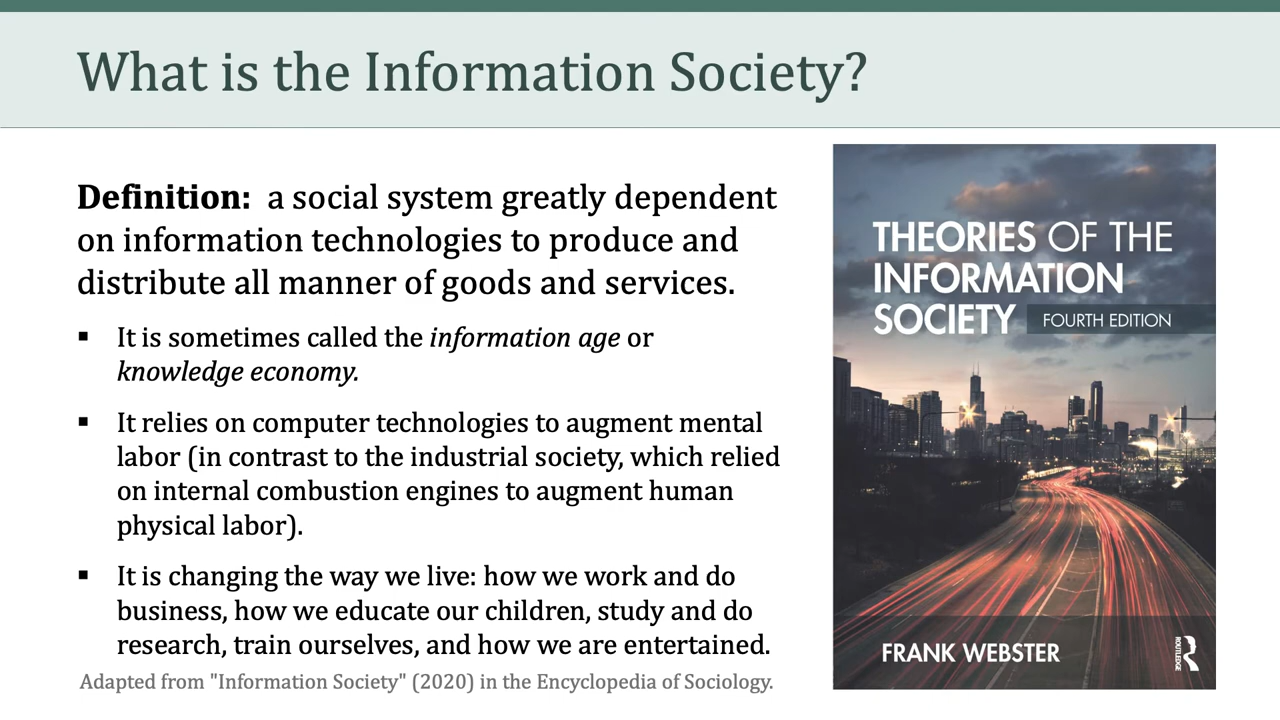 What is the Information Society?
Definition: a social system greatly dependent
on information technologies to produce and
distribute all manner of goods and services.
▪ It is sometimes called the information age or
knowledge economy.
▪ It relies on computer technologies to augment mental
labor (in contrast to the industrial society, which relied
on internal combustion engines to augment human
physical labor).
▪ It is changing the way we live: how we work and do
business, how we educate our children, study and do
research, train ourselves, and how we are entertained.
Adapted from "Information Society" (2020) in the Encyclopedia of Sociology.
THEORIES OF THE
INFORMATION
SOCIETY FOURTH EDITION
FRANK WEBSTER
ROUTLEDGE